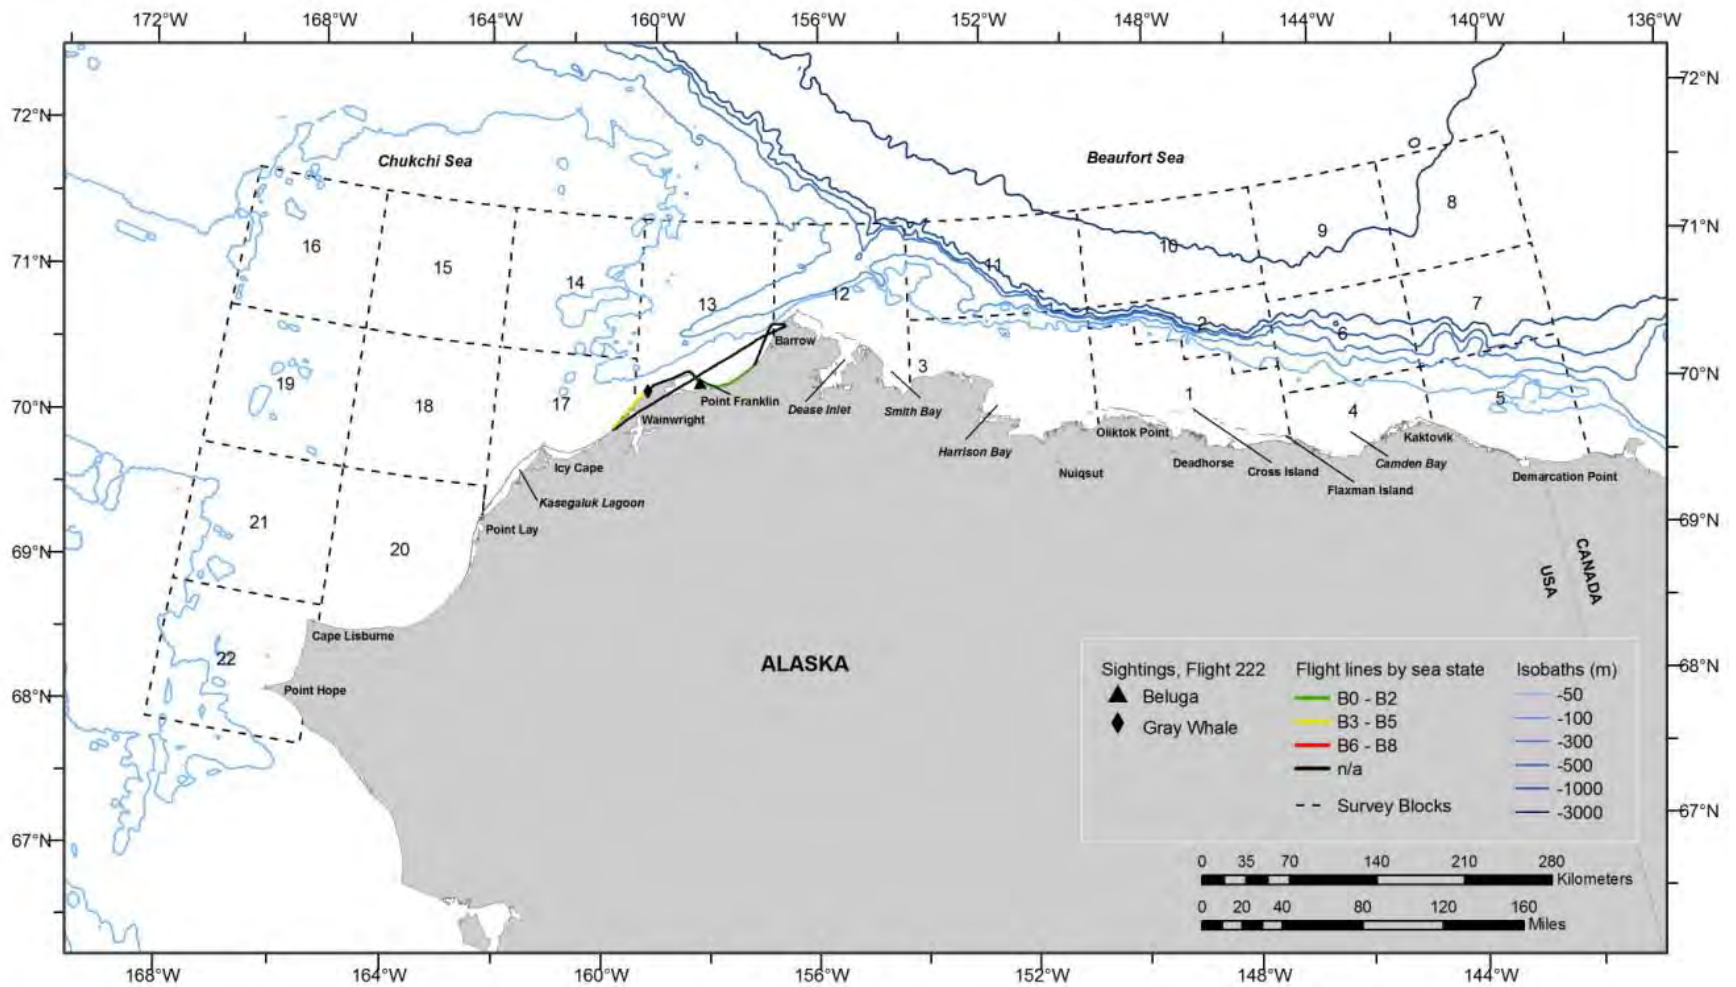 172°W 168°W 164°W 160°W 156°W 152°W 148°W 144°W 140°W 136°W
72°N 72°N
Chukchi Sea Beaufort Sea
8
9
71°N 71°N
16 15 14 13 12 11 10 7
2 6
Barrow
70°N 70°N
19 18 17 3 1 4 5
Point Franklin
Wainwright
Dease Inlet
Smith Bay
Harrison Bay
Oliktok Point
Nuiqsut
Deadhorse
Cross Island
Flaxman Island
Camden Bay
Kaktovik
Demarcation Point
Icy Cape
Kasegaluk Lagoon
Point Lay
69°N 69°N
21 20
USA
CANADA
Cape Lisburne
22
Point Hope
68°N 68°N
ALASKA
67°N 67°N
Sightings, Flight 222
Beluga
Gray Whale
Flight lines by sea state
B0 - B2
B3 - B5
B6 - B8
n/a
Survey Blocks
Isobaths (m)
-50
-100
-300
-500
-1000
-3000
0 35 70 140 210 280
Kilometers
0 20 40 80 120 160
Miles
168°W 164°W 160°W 156°W 152°W 148°W 144°W